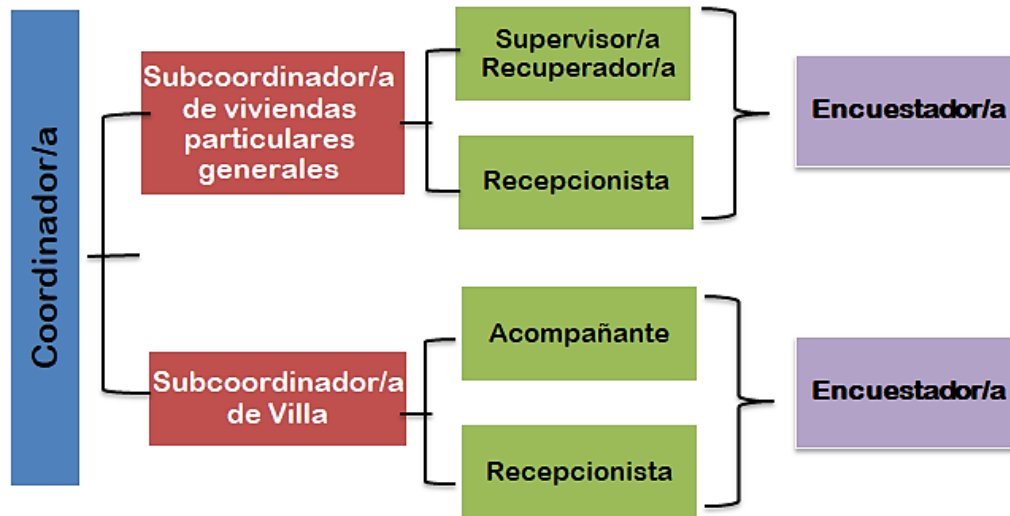 Coordinador/a
Subcoordinador/a
de viviendas
particulares
generales
Supervisor/a
Recuperador/a
Recepcionista
Encuestador/a
Subcoordinador/a
de Villa
Acompañante
Recepcionista
Encuestador/a